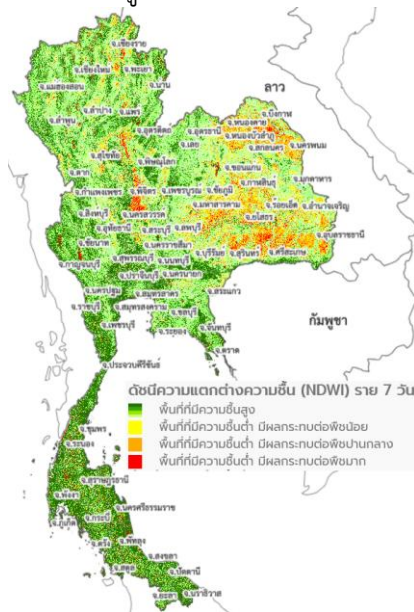 จ.เชียงราย
จ.เชียงใหม่
จ.พะเยา
จ.แม่ฮ่องสอน
จ.น่าน
จ.ลำปาง
จ.แพร่
จ.ลำพูน
จ.อุตรดิตถ์
ลาว
จ.บึงกาฬ
จ.หนองคาย
จ.อุดรธานี
จ.หนองบัวลำภู
จ.เลย
จ.นครพนม
จ.สกลนคร
จ.สุโขทัย
จ.พิษณุโลก
จ.ตาก
จ.ขอนแก่น
จ.มุกดาหาร
จ.กาฬสินธุ์
จ.กำแพงเพชร
จ.พิจิตร
จ.เพชรบูรณ์
จ.ชัยภูมิ
จ.มหาสารคาม
จ.ร้อยเอ็ด
จ.อำนาจเจริญ
จ.สิงห์บุรี
จ.นครสวรรค์
จ.ยโสธร
จ.อุทัยธานี
จ.สระบุรี
จ.ลพบุรี
จ.อุบลราชธานี
จ.ชัยนาท
จ.นครราชสีมา
จ.บุรีรัมย์
จ.สุรินทร์
จ.ศรีสะเกษ
จ.สุพรรณบุรี
จ.นนทบุรี
จ.กาญจนบุรี
จ.ปราจีนบุรี
จ.นครนายก
จ.นครปฐม
จ.สมุทรสาคร
จ.สระแก้ว
จ.ราชบุรี
จ.สมุทรสงคราม
จ.ชลบุรี
กัมพูชา
จ.เพชรบุรี
จ.ระยอง
จ.จันทบุรี
จ.ตราด
จ.ประจวบคีรีขันธ์
ดัชนีความแตกต่างความชื้น (NDWI) ราย 7 วัน
พื้นที่ที่มีความชื้นสูง
พื้นที่ที่มีความชื้นต่ำ มีผลกระทบต่อพืชน้อย
พื้นที่ที่มีความชื้นต่ำ มีผลกระทบต่อพืชปานกลาง
พื้นที่ที่มีความชื้นต่ำ มีผลกระทบต่อพืชมาก
จ.ชุมพร
จ.ระนอง
จ.สุราษฎร์ธานี
จ.พังงา
จ.นครศรีธรรมราช
จ.กระบี่
จ.ภูเก็ต
จ.ตรัง
จ.พัทลุง
จ.สงขลา
จ.สตูล
จ.ปัตตานี
จ.ยะลา
จ.นราธิวาส